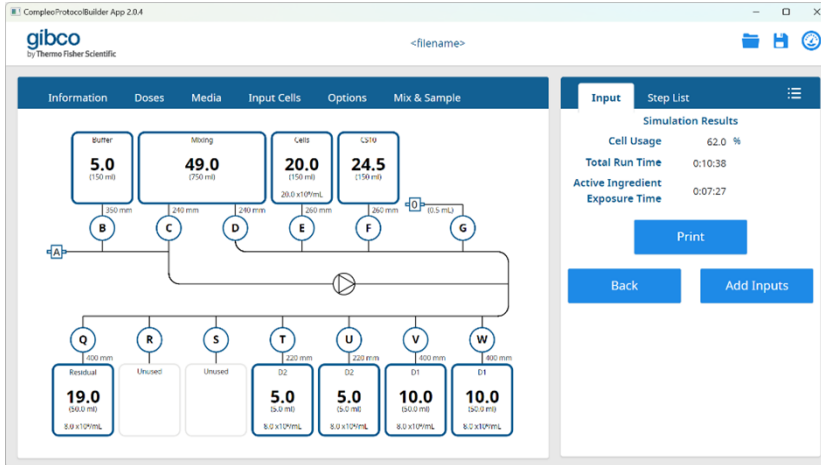 CompleoProtocolBuilder App 2.0.4
gibco
by Thermo Fisher Scientific
<filename>
Information Doses Media Input Cells Options Mix & Sample
Input Step List
Simulation Results
Cell Usage 62.0 %
Total Run Time 0:10:38
Active Ingredient
Exposure Time 0:07:27
Print
Back Add Inputs
Buffer Mixing Cells CS10
5.0 49.0 20.0 24.5
(150 ml) (750 ml) (150 ml) (150 ml)
20.0 x10⁶/mL
350 mm 240 mm 240 mm 260 mm 260 mm 0 (0.5 mL)
B C D E F G
A
Q R S T U V W
400 mm 220 mm 220 mm 400 mm 400 mm
Residual Unused Unused D2 D2 D1 D1
19.0 5.0 5.0 10.0 10.0
(50.0 ml) (5.0 ml) (5.0 ml) (50.0 ml) (50.0 ml)
8.0 x10⁶/mL 8.0 x10⁶/mL 8.0 x10⁶/mL 8.0 x10⁶/mL 8.0 x10⁶/mL